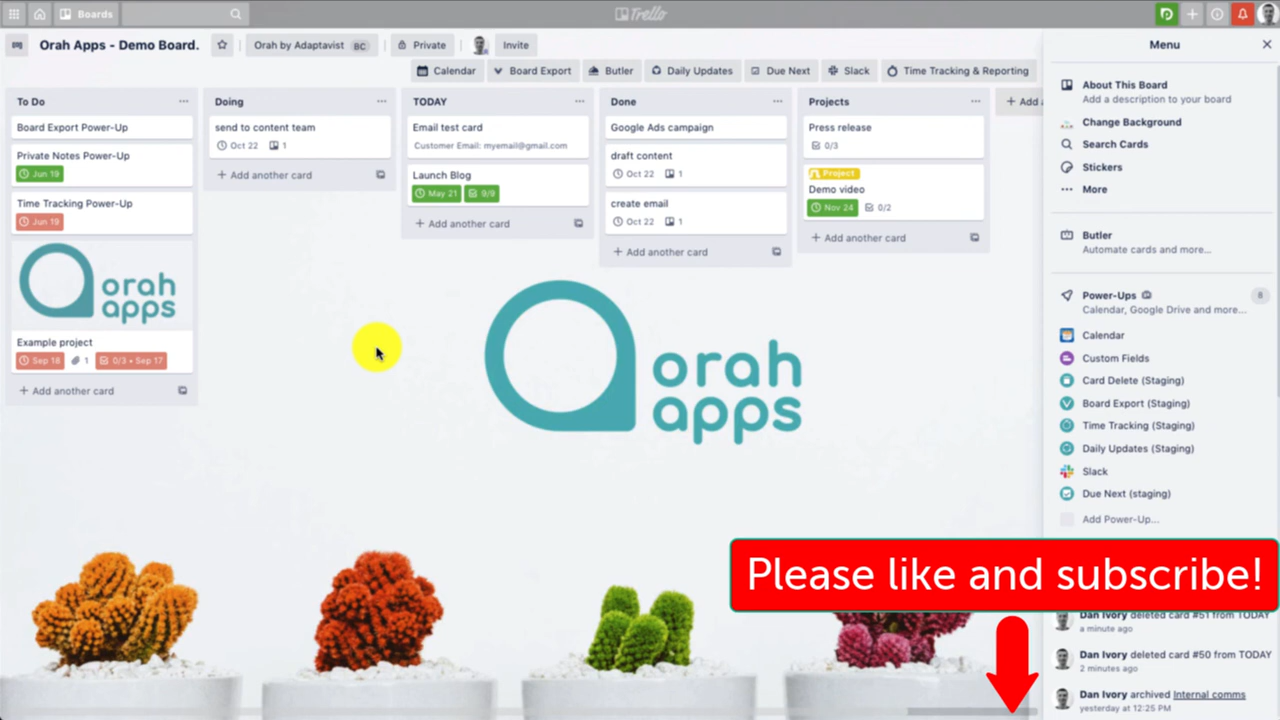 Boards
Trello
Orah Apps - Demo Board.
Orah by Adaptavist BC
Private
Invite
Calendar
Board Export
Butler
Daily Updates
Due Next
Slack
Time Tracking & Reporting
To Do
Board Export Power-Up
Private Notes Power-Up
Jun 19
Time Tracking Power-Up
Jun 19
orah
apps
Example project
Sep 18 1 0/3 • Sep 17
+ Add another card
Doing
send to content team
Oct 22 1
+ Add another card
TODAY
Email test card
Customer Email: myemail@gmail.com
Launch Blog
May 21 9/9
+ Add another card
Done
Google Ads campaign
draft content
Oct 22 1
create email
Oct 22 1
+ Add another card
Projects
Press release
0/3
Project
Demo video
Nov 24 0/2
+ Add another card
+ Add a
orah
apps
Menu
About This Board
Add a description to your board
Change Background
Search Cards
Stickers
More
Butler
Automate cards and more...
Power-Ups 8
Calendar, Google Drive and more...
Calendar
Custom Fields
Card Delete (Staging)
Board Export (Staging)
Time Tracking (Staging)
Daily Updates (Staging)
Slack
Due Next (staging)
Add Power-Up...
Please like and subscribe!
Dan Ivory deleted card #51 from TODAY
a minute ago
Dan Ivory deleted card #50 from TODAY
2 minutes ago
Dan Ivory archived Internal comms
yesterday at 12:25 PM